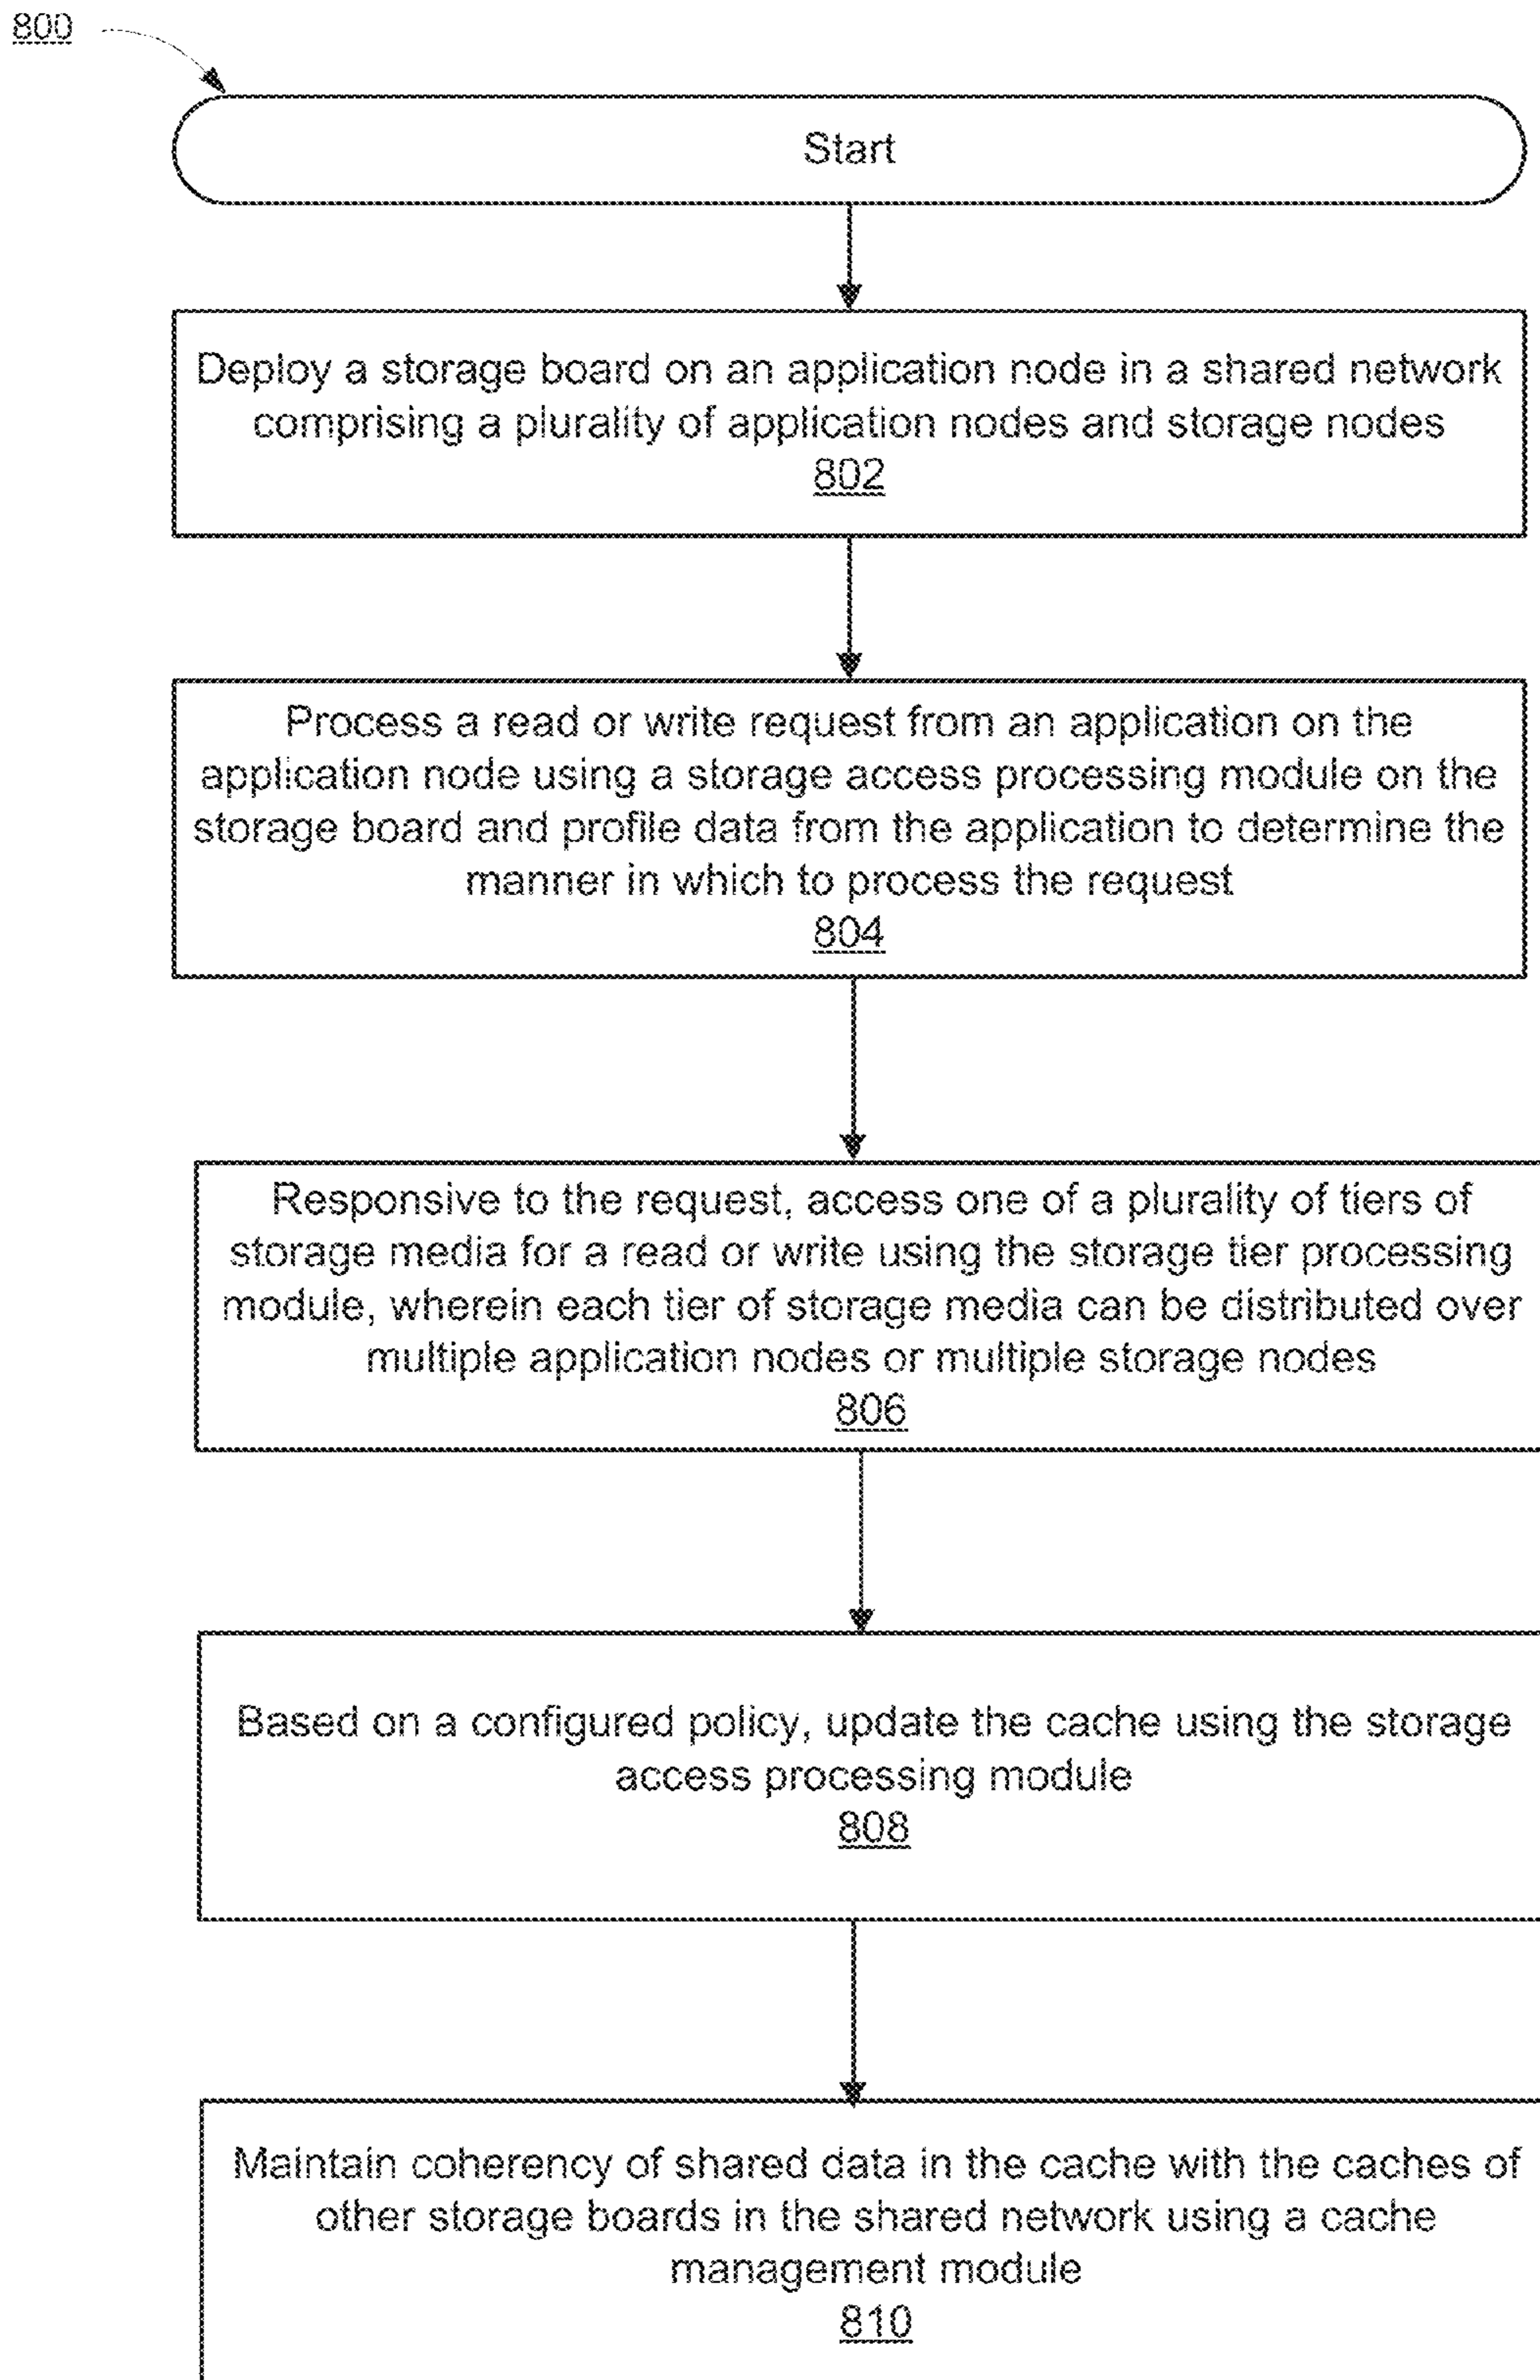 800
Start
Deploy a storage board on an application node in a shared network
comprising a plurality of application nodes and storage nodes
802
Process a read or write request from an application on the
application node using a storage access processing module on the
storage board and profile data from the application to determine the
manner in which to process the request
804
Responsive to the request, access one of a plurality of tiers of
storage media for a read or write using the storage tier processing
module, wherein each tier of storage media can be distributed over
multiple application nodes or multiple storage nodes
806
Based on a configured policy, update the cache using the storage
access processing module
808
Maintain coherency of shared data in the cache with the caches of
other storage boards in the shared network using a cache
management module
810